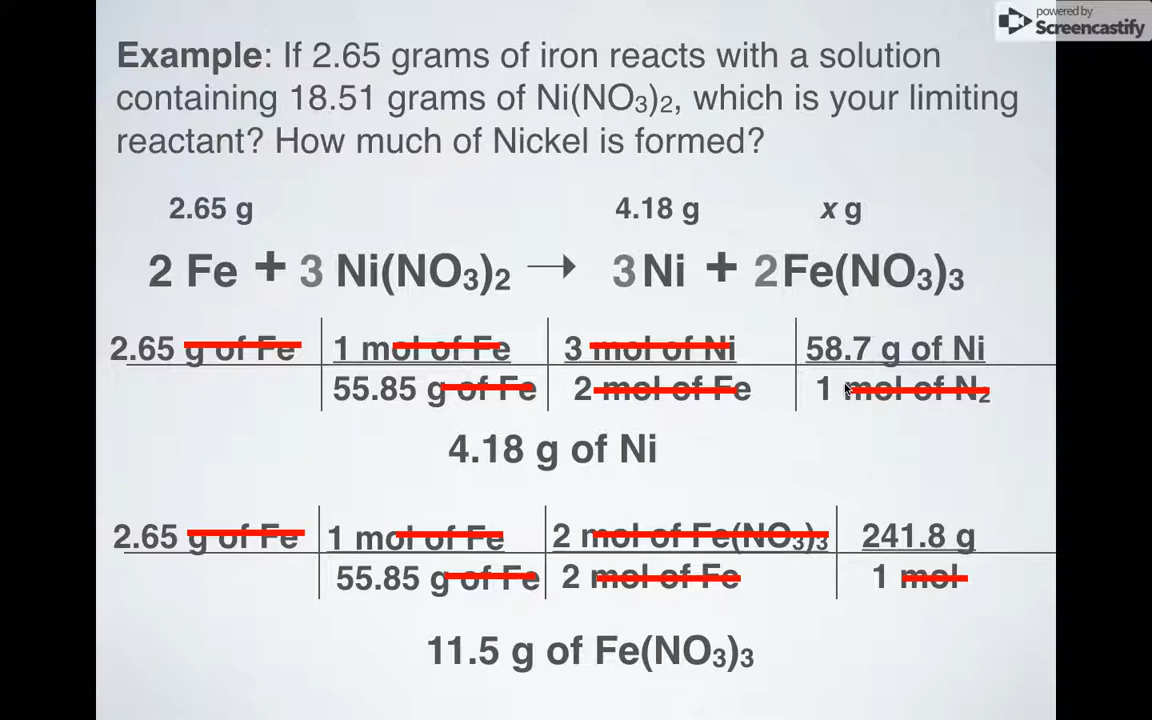 powered by
Screencastify
Example: If 2.65 grams of iron reacts with a solution
containing 18.51 grams of Ni(NO₃)₂, which is your limiting
reactant? How much of Nickel is formed?
2.65 g 4.18 g x g
2 Fe + 3 Ni(NO₃)₂ → 3 Ni + 2 Fe(NO₃)₃
2.65 g of Fe 1 mol of Fe 3 mol of Ni 58.7 g of Ni
55.85 g of Fe 2 mol of Fe 1 mol of N₂
4.18 g of Ni
2.65 g of Fe 1 mol of Fe 2 mol of Fe(NO₃)₃ 241.8 g
55.85 g of Fe 2 mol of Fe 1 mol
11.5 g of Fe(NO₃)₃